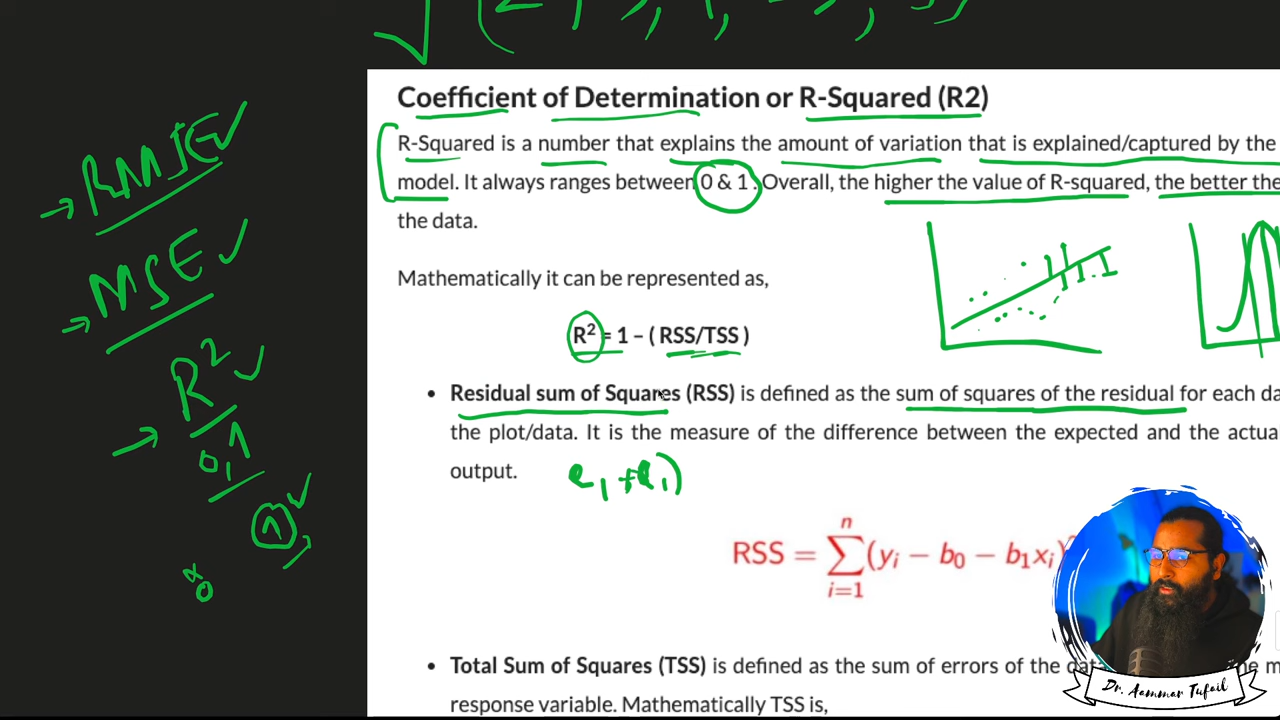 Coefficient of Determination or R-Squared (R2)
R-Squared is a number that explains the amount of variation that is explained/captured by the
model. It always ranges between 0 & 1. Overall, the higher the value of R-squared, the better the
the data.
Mathematically it can be represented as,
R² = 1 – ( RSS/TSS )
• Residual sum of Squares (RSS) is defined as the sum of squares of the residual for each da
the plot/data. It is the measure of the difference between the expected and the actua
output.
RSS = ∑ⁿᵢ₌₁(yᵢ − b₀ − b₁xᵢ)
• Total Sum of Squares (TSS) is defined as the sum of errors of the
response variable. Mathematically TSS is,
→ RMSE ✓
→ MSE ✓
→ R² ✓
0,1
1 ✓
Dr. Aammar Tufail